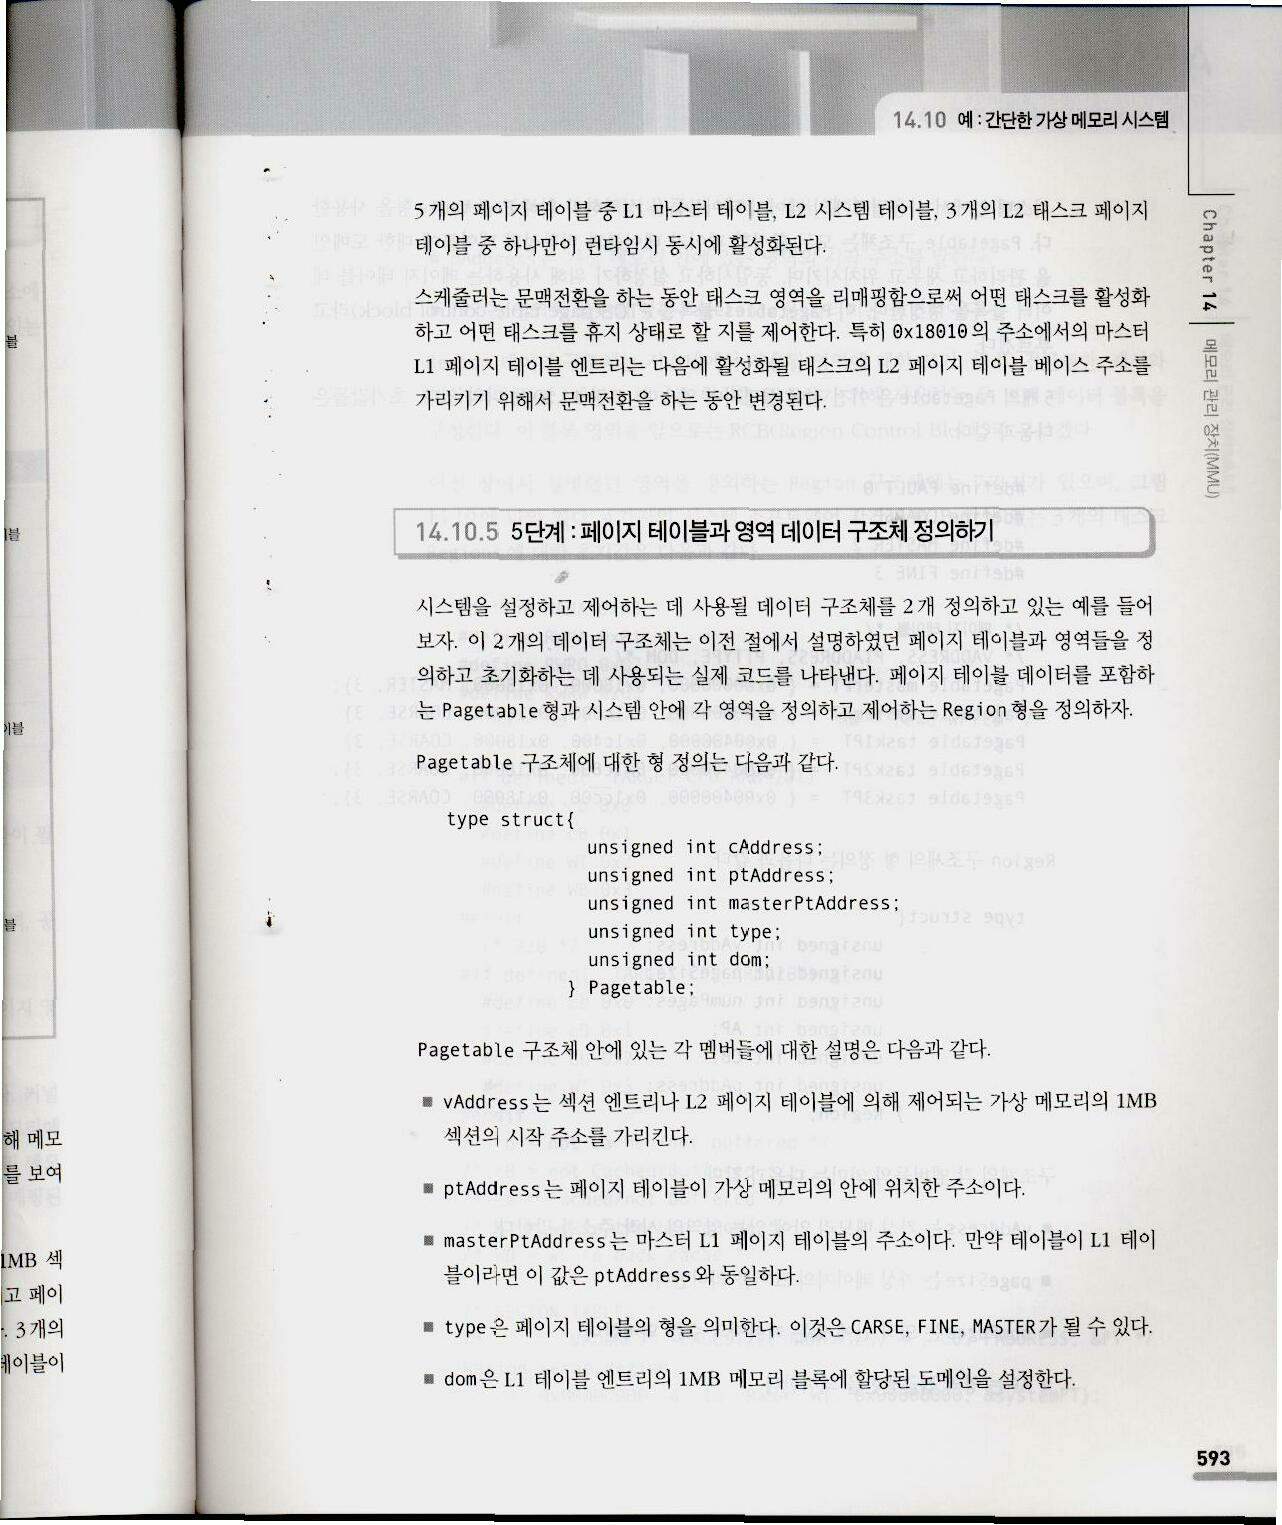 14.10 예 : 간단한 가상 메모리 시스템
5개의 페이지 테이블 중 L1 마스터 테이블, L2 시스템 테이블, 3개의 L2 태스크 페이지
테이블 중 하나만이 런타임시 동시에 활성화된다.
스케줄러는 문맥전환을 하는 동안 태스크 영역을 리매핑함으로써 어떤 태스크를 활성화
하고 어떤 태스크를 휴지 상태로 할 지를 제어한다. 특히 0x18010의 주소에서의 마스터
L1 페이지 테이블 엔트리는 다음에 활성화될 태스크의 L2 페이지 테이블 베이스 주소를
가리키기 위해서 문맥전환을 하는 동안 변경된다.
14.10.5 5단계 : 페이지 테이블과 영역 데이터 구조체 정의하기
시스템을 설정하고 제어하는 데 사용될 데이터 구조체를 2개 정의하고 있는 예를 들어
보자. 이 2개의 데이터 구조체는 이전 절에서 설명하였던 페이지 테이블과 영역들을 정
의하고 초기화하는 데 사용되는 실제 코드를 나타낸다. 페이지 테이블 데이터를 포함하
는 Pagetable형과 시스템 안에 각 영역을 정의하고 제어하는 Region형을 정의하자.
Pagetable 구조체에 대한 형 정의는 다음과 같다.
type struct{
unsigned int cAddress;
unsigned int ptAddress;
unsigned int masterPtAddress;
unsigned int type;
unsigned int dom;
} Pagetable;
Pagetable 구조체 안에 있는 각 멤버들에 대한 설명은 다음과 같다.
■ vAddress는 섹션 엔트리나 L2 페이지 테이블에 의해 제어되는 가상 메모리의 1MB
섹션의 시작 주소를 가리킨다.
■ ptAddress는 페이지 테이블이 가상 메모리의 안에 위치한 주소이다.
■ masterPtAddress는 마스터 L1 페이지 테이블의 주소이다. 만약 테이블이 L1 테이
블이라면 이 값은 ptAddress와 동일하다.
■ type은 페이지 테이블의 형을 의미한다. 이것은 CARSE, FINE, MASTER가 될 수 있다.
■ dom은 L1 테이블 엔트리의 1MB 메모리 블록에 할당된 도메인을 설정한다.
Chapter 14 메모리 관리 장치(MMU)
593
해 메모
를 보여
1MB 섹
고 페이
3개의
테이블이